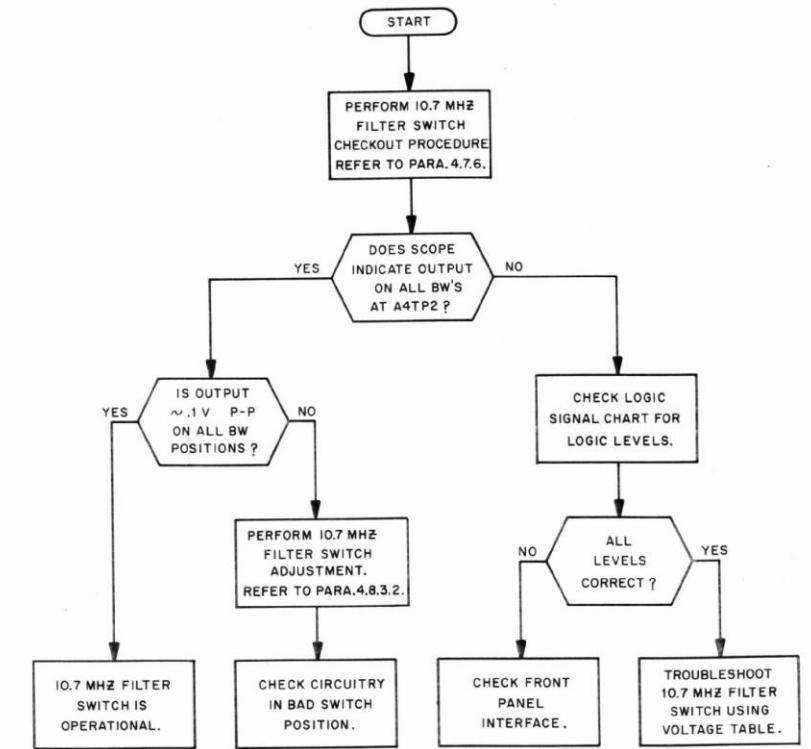 START
PERFORM 10.7 MHZ
FILTER SWITCH
CHECKOUT PROCEDURE
REFER TO PARA. 4.7.6.
DOES SCOPE
INDICATE OUTPUT
ON ALL BW'S
AT A4TP2 ?
YES
NO
IS OUTPUT
~ .1 V P-P
ON ALL BW
POSITIONS ?
YES
NO
CHECK LOGIC
SIGNAL CHART FOR
LOGIC LEVELS.
PERFORM 10.7 MHZ
FILTER SWITCH
ADJUSTMENT.
REFER TO PARA. 4.8.3.2.
ALL
LEVELS
CORRECT ?
NO
YES
10.7 MHZ FILTER
SWITCH IS
OPERATIONAL.
CHECK CIRCUITRY
IN BAD SWITCH
POSITION.
CHECK FRONT
PANEL
INTERFACE.
TROUBLESHOOT
10.7 MHZ FILTER
SWITCH USING
VOLTAGE TABLE.